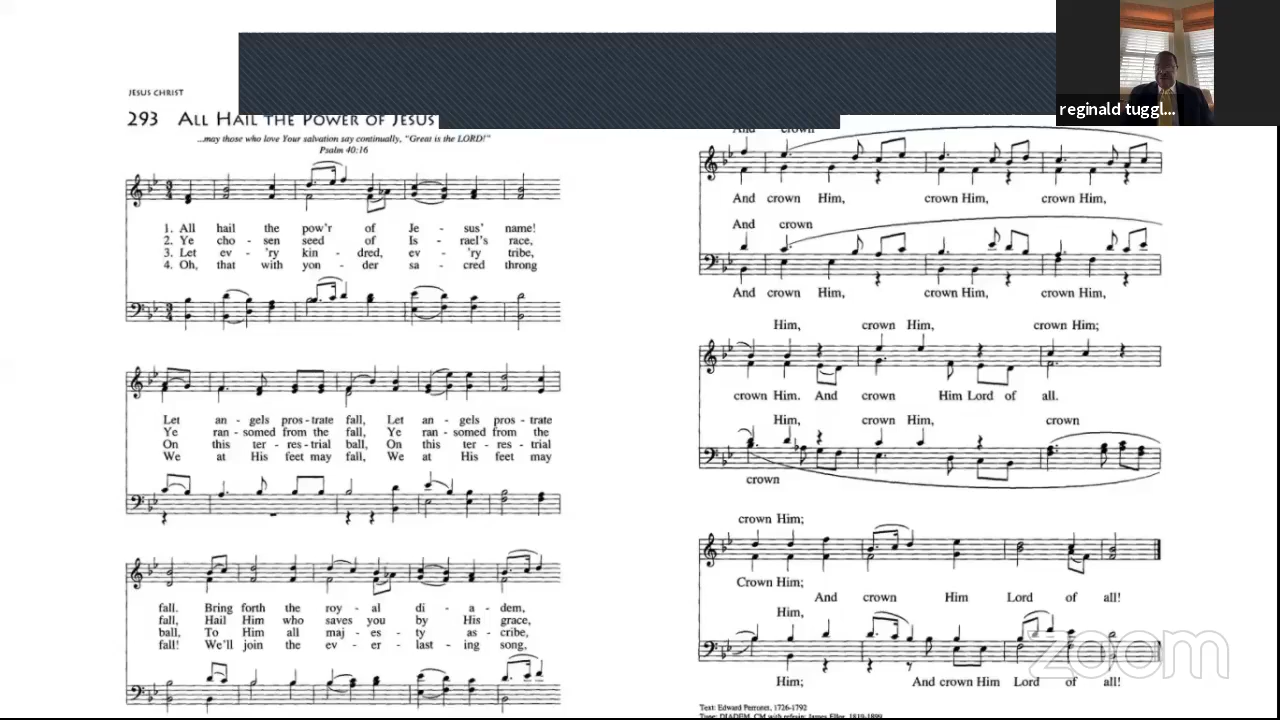 JESUS CHRIST
293 ALL HAIL THE POWER OF JESUS
...may those who love Your salvation say continually, "Great is the LORD!"
Psalm 40:16
1. All hail the pow'r of Je - sus' name!
2. Ye cho - sen seed of Is - rael's race,
3. Let ev - 'ry kin - dred, ev - 'ry tribe,
4. Oh, that with yon - der sa - cred throng
Let an - gels pros - trate fall, Let an - gels pros - trate
Ye ran - somed from the fall, Ye ran - somed from the
On this ter - res - trial ball, On this ter - res - trial
We at His feet may fall, We at His feet may
fall. Bring forth the roy - al di - a - dem,
fall, Hail Him who saves you by His grace,
ball, To Him all maj - es - ty as - cribe,
fall! We'll join the ev - er - last - ing song,
And crown
And crown Him, crown Him, crown Him,
And crown
And crown Him, crown Him, crown Him,
Him, crown Him, crown Him;
crown Him. And crown Him Lord of all.
Him, crown Him, crown
crown
crown Him;
Crown Him;
And crown Him Lord of all!
Him,
Him; And crown Him Lord of all!
Text: Edward Perronet, 1726-1792
Tune: DIADEM, CM with refrain; James Ellor, 1819-1899
reginald tuggl...
zoom